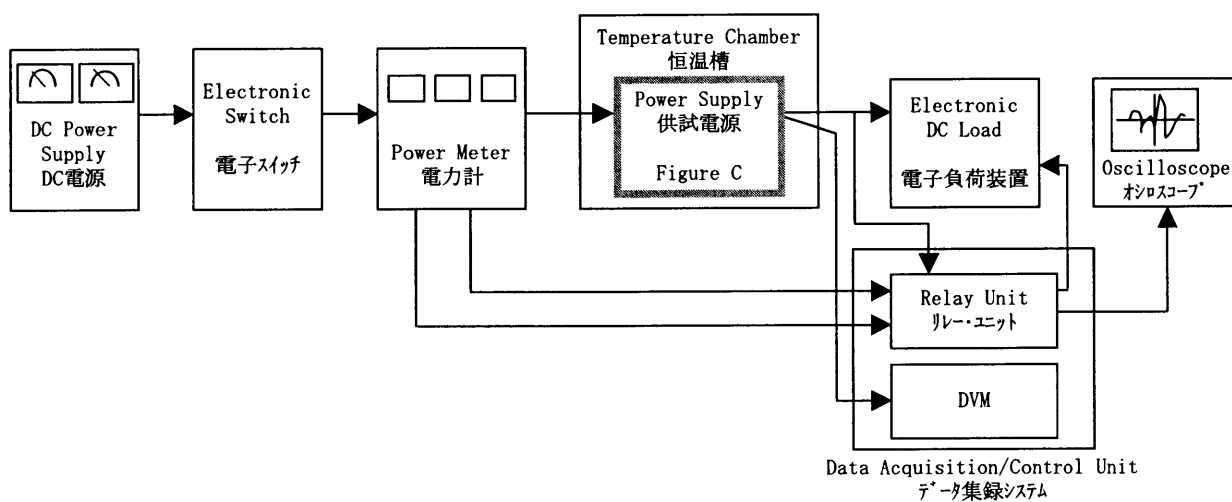 DC Power
Supply
DC電源
Electronic
Switch
電子スイッチ
Power Meter
電力計
Temperature Chamber
恒温槽
Power Supply
供試電源
Figure C
Electronic
DC Load
電子負荷装置
Oscilloscope
オシロスコープ
Relay Unit
リレー・ユニット
DVM
Data Acquisition/Control Unit
データ集録システム